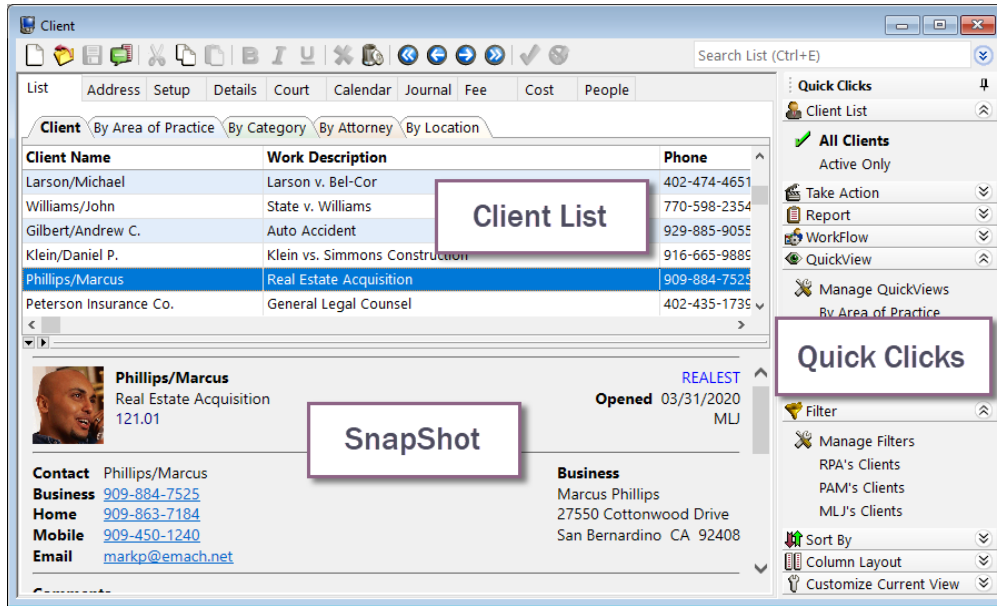 Client
B I U
Search List (Ctrl+E)
List Address Setup Details Court Calendar Journal Fee Cost People
Client By Area of Practice By Category By Attorney By Location
Client Name Work Description Phone
Larson/Michael Larson v. Bel-Cor 402-474-4651
Williams/John State v. Williams 770-598-2354
Gilbert/Andrew C. Auto Accident 929-885-9055
Klein/Daniel P. Klein vs. Simmons Construction 916-665-9889
Phillips/Marcus Real Estate Acquisition 909-884-7525
Peterson Insurance Co. General Legal Counsel 402-435-1739
Client List
Phillips/Marcus REALEST
Real Estate Acquisition Opened 03/31/2020
121.01 MLJ
SnapShot
Contact Phillips/Marcus Business
Business 909-884-7525 Marcus Phillips
Home 909-863-7184 27550 Cottonwood Drive
Mobile 909-450-1240 San Bernardino CA 92408
Email markp@emach.net
Quick Clicks
Client List
All Clients
Active Only
Take Action
Report
WorkFlow
QuickView
Manage QuickViews
By Area of Practice
Quick Clicks
Filter
Manage Filters
RPA's Clients
PAM's Clients
MLJ's Clients
Sort By
Column Layout
Customize Current View